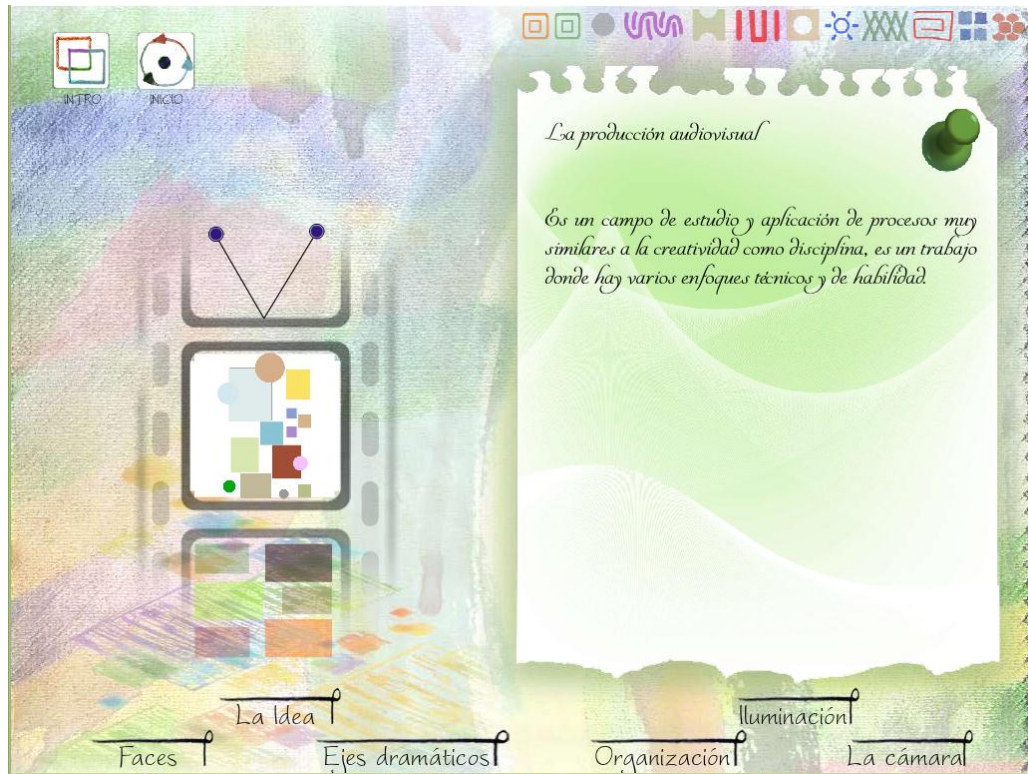 INTRO INICIO
La producción audiovisual
Es un campo de estudio y aplicación de procesos muy
similares a la creatividad como disciplina, es un trabajo
donde hay varios enfoques técnicos y de habilidad.
La Idea
Iluminación
Faces
Ejes dramáticos
Organización
La cámara